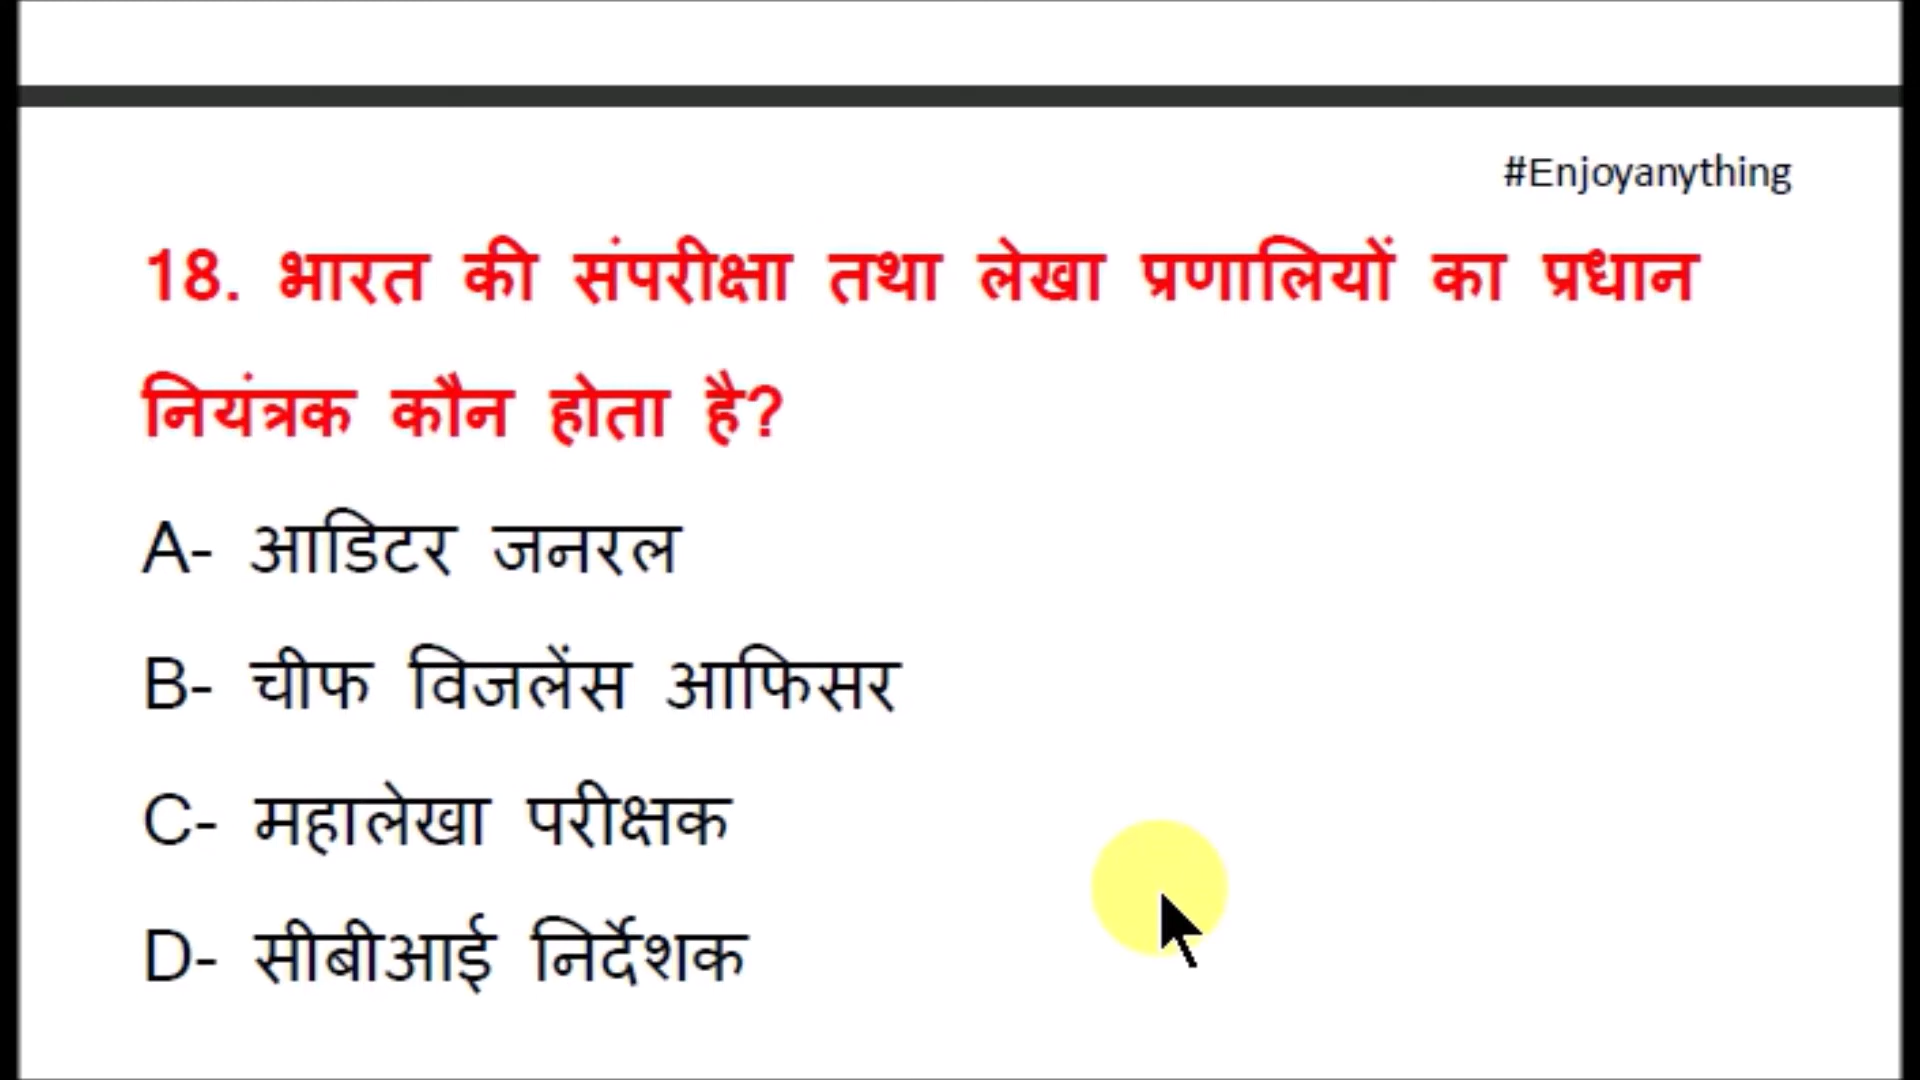 #Enjoyanything
18. भारत की संपरीक्षा तथा लेखा प्रणालियों का प्रधान
नियंत्रक कौन होता है?
A- आडिटर जनरल
B- चीफ विजलेंस आफिसर
C- महालेखा परीक्षक
D- सीबीआई निर्देशक